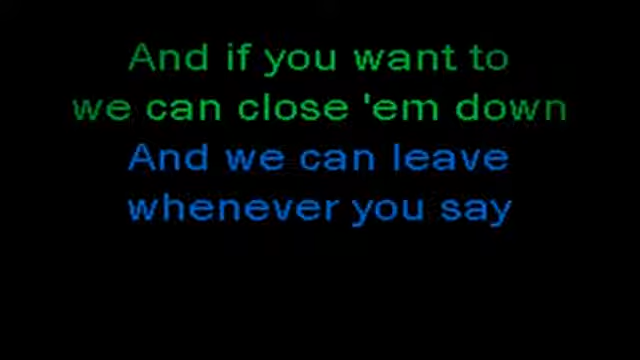 And if you want to
we can close 'em down
And we can leave
whenever you say